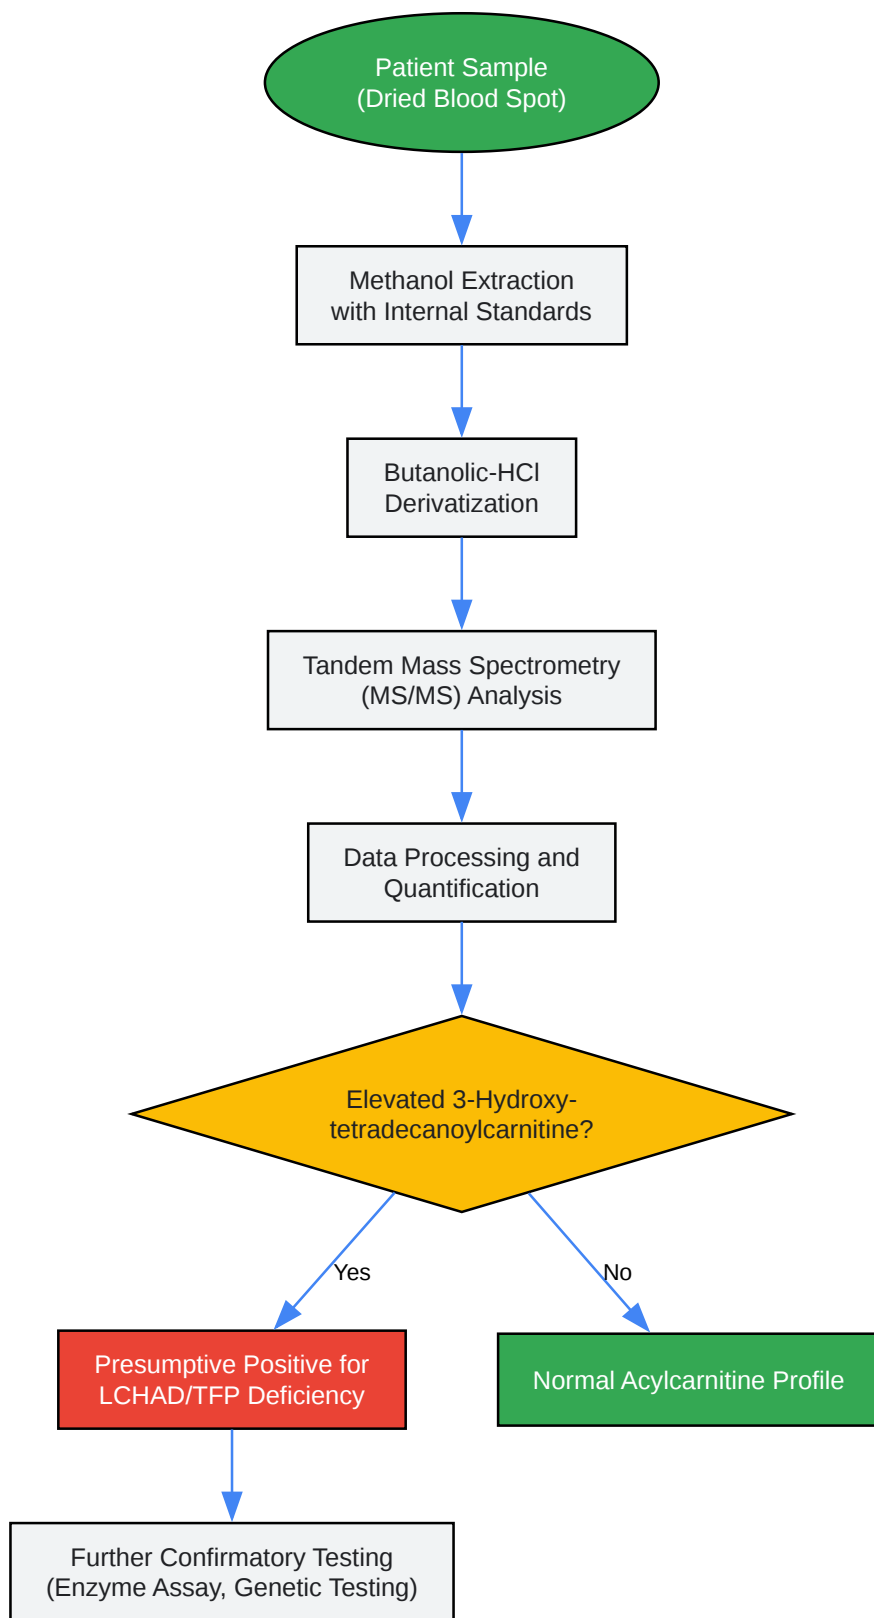 Patient Sample
(Dried Blood Spot)
Methanol Extraction
with Internal Standards
Butanolic-HCl
Derivatization
Tandem Mass Spectrometry
(MS/MS) Analysis
Data Processing and
Quantification
Elevated 3-Hydroxy-
tetradecanoylcarnitine?
Yes
No
Presumptive Positive for
LCHAD/TFP Deficiency
Normal Acylcarnitine Profile
Further Confirmatory Testing
(Enzyme Assay, Genetic Testing)